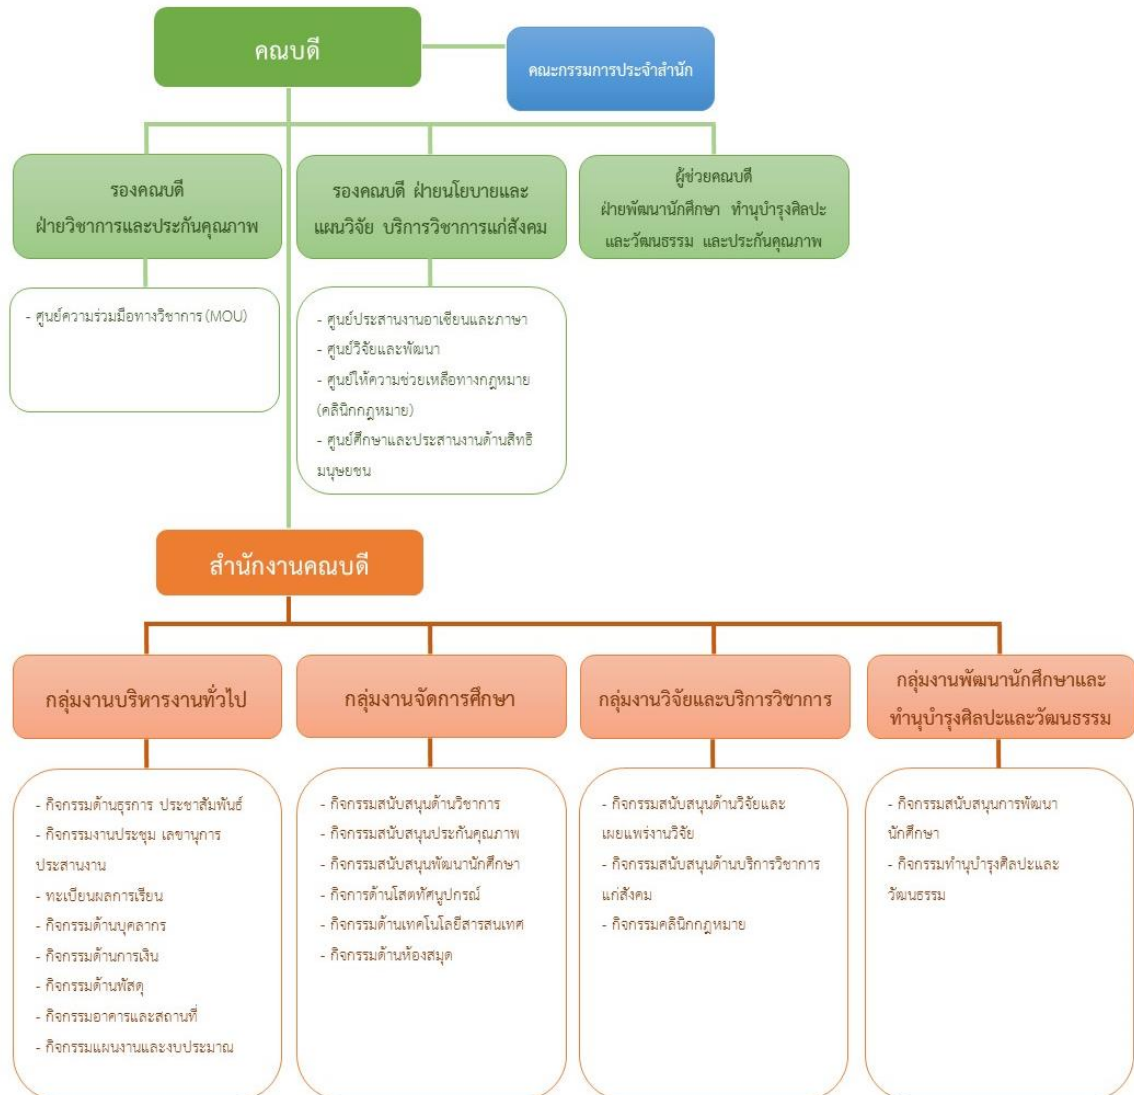 คณบดี
คณะกรรมการประจำสำนัก
รองคณบดี
ฝ่ายวิชาการและประกันคุณภาพ
รองคณบดี ฝ่ายนโยบายและ
แผนวิจัย บริการวิชาการแก่สังคม
ผู้ช่วยคณบดี
ฝ่ายพัฒนานักศึกษา ทำนุบำรุงศิลปะ
และวัฒนธรรม และประกันคุณภาพ
- ศูนย์ความร่วมมือทางวิชาการ (MOU)
- ศูนย์ประสานงานอาเซียนและภาษา
- ศูนย์วิจัยและพัฒนา
- ศูนย์ให้ความช่วยเหลือทางกฎหมาย
(คลินิกกฎหมาย)
- ศูนย์ศึกษาและประสานงานด้านสิทธิ
มนุษยชน
สำนักงานคณบดี
กลุ่มงานบริหารงานทั่วไป
กลุ่มงานจัดการศึกษา
กลุ่มงานวิจัยและบริการวิชาการ
กลุ่มงานพัฒนานักศึกษาและ
ทำนุบำรุงศิลปะและวัฒนธรรม
- กิจกรรมด้านธุรการ ประชาสัมพันธ์
- กิจกรรมงานประชุม เลขานุการ
ประสานงาน
- ทะเบียนผลการเรียน
- กิจกรรมด้านบุคลากร
- กิจกรรมด้านการเงิน
- กิจกรรมด้านพัสดุ
- กิจกรรมอาคารและสถานที่
- กิจกรรมแผนงานและงบประมาณ
- กิจกรรมสนับสนุนด้านวิชาการ
- กิจกรรมสนับสนุนประกันคุณภาพ
- กิจกรรมสนับสนุนพัฒนานักศึกษา
- กิจการด้านโสตทัศนูปกรณ์
- กิจกรรมด้านเทคโนโลยีสารสนเทศ
- กิจกรรมด้านห้องสมุด
- กิจกรรมสนับสนุนด้านวิจัยและ
เผยแพร่งานวิจัย
- กิจกรรมสนับสนุนด้านบริการวิชาการ
แก่สังคม
- กิจกรรมคลินิกกฎหมาย
- กิจกรรมสนับสนุนการพัฒนา
นักศึกษา
- กิจกรรมทำนุบำรุงศิลปะและ
วัฒนธรรม